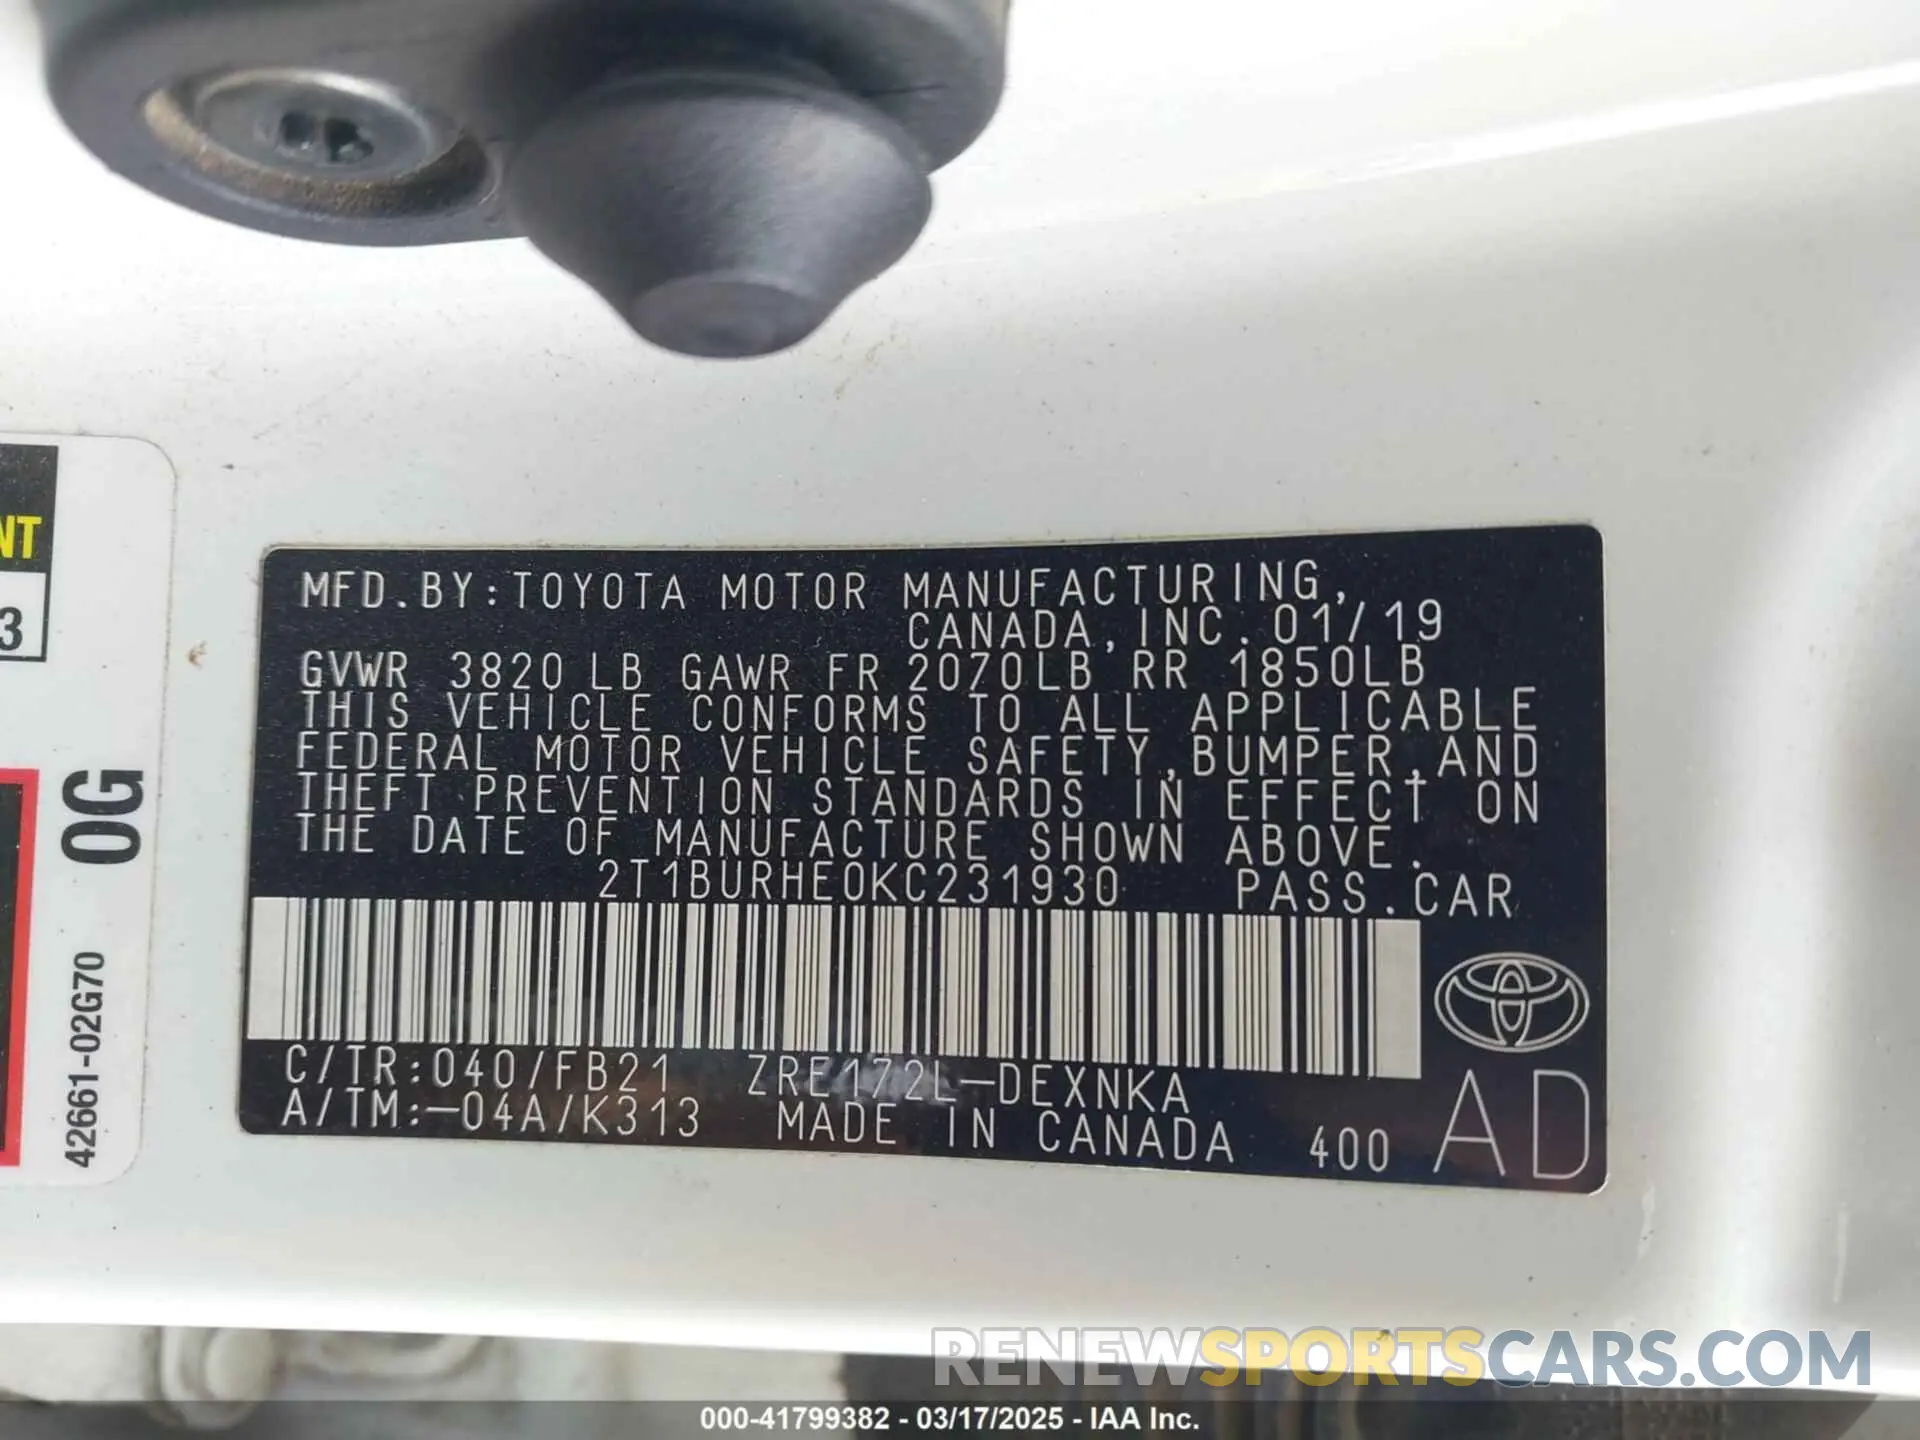 NT
3
0G
42661-02G70
MFD.BY:TOYOTA MOTOR MANUFACTURING,
CANADA,INC.01/19
GVWR 3820LB GAWR FR 2070LB RR 1850LB
THIS VEHICLE CONFORMS TO ALL APPLICABLE
FEDERAL MOTOR VEHICLE SAFETY,BUMPER,AND
THEFT PREVENTION STANDARDS IN EFFECT ON
THE DATE OF MANUFACTURE SHOWN ABOVE.
2T1BURHE0KC231930 PASS.CAR
C/TR:040/FB21 ZRE172L-DEXNKA
A/TM:-04A/K313 MADE IN CANADA 400
AD
RENEWSPORTSCARS.COM
000-41799382 - 03/17/2025 - IAA Inc.